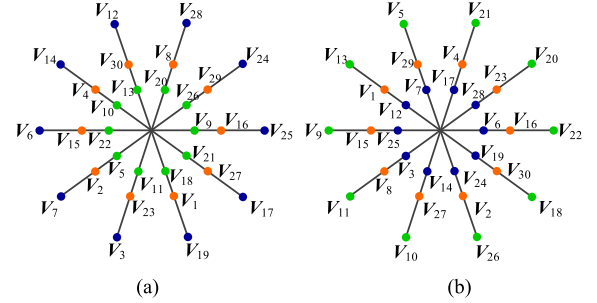 V12 V28 V5 V21
V14 V30 V8 V24 V13 V29 V4 V20
V13 V20 V29 V7 V17 V23
V4 V10 V26 V1 V12 V28
V6 V9 V16 V25 V9 V6 V16 V22
V15 V22 V15 V25
V5 V21 V3 V19
V2 V27 V8 V30
V11 V18 V14 V24
V7 V23 V1 V17 V11 V27 V2 V18
V3 V19 V10 V26
(a) (b)